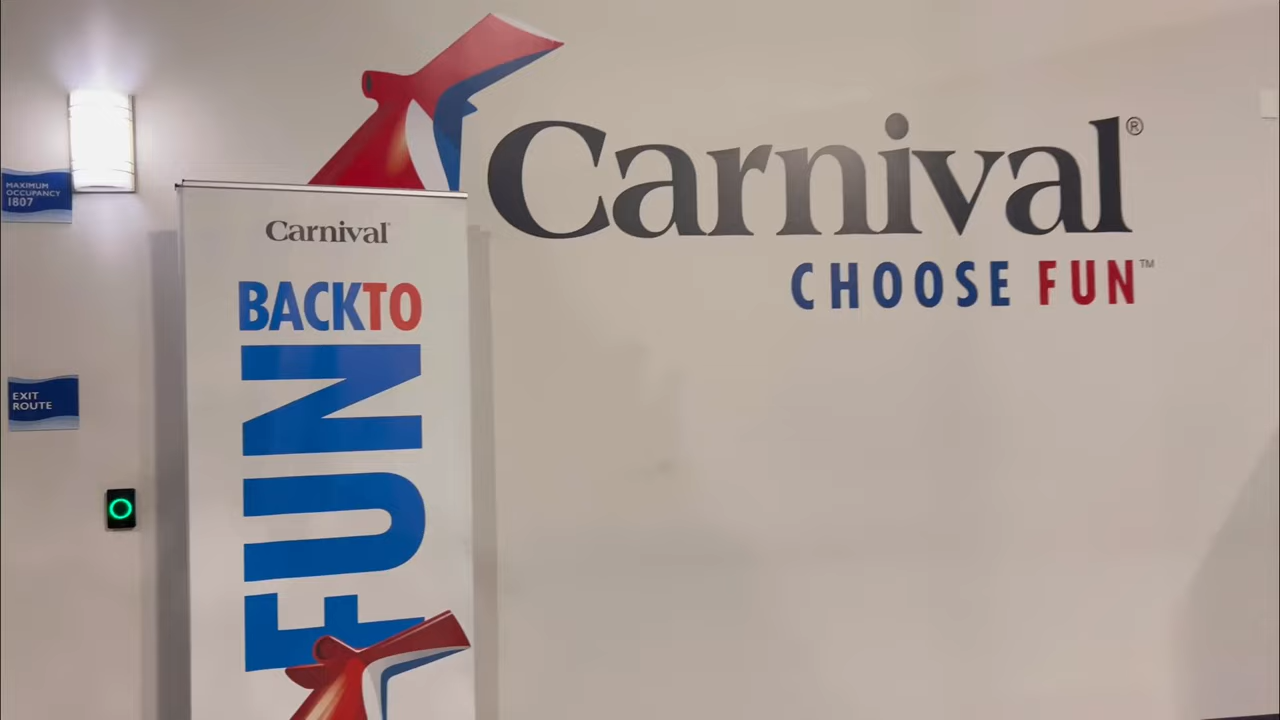 Carnival®
CHOOSE FUN™
MAXIMUM
OCCUPANCY
1807
EXIT
ROUTE
Carnival
BACKTO
FUN